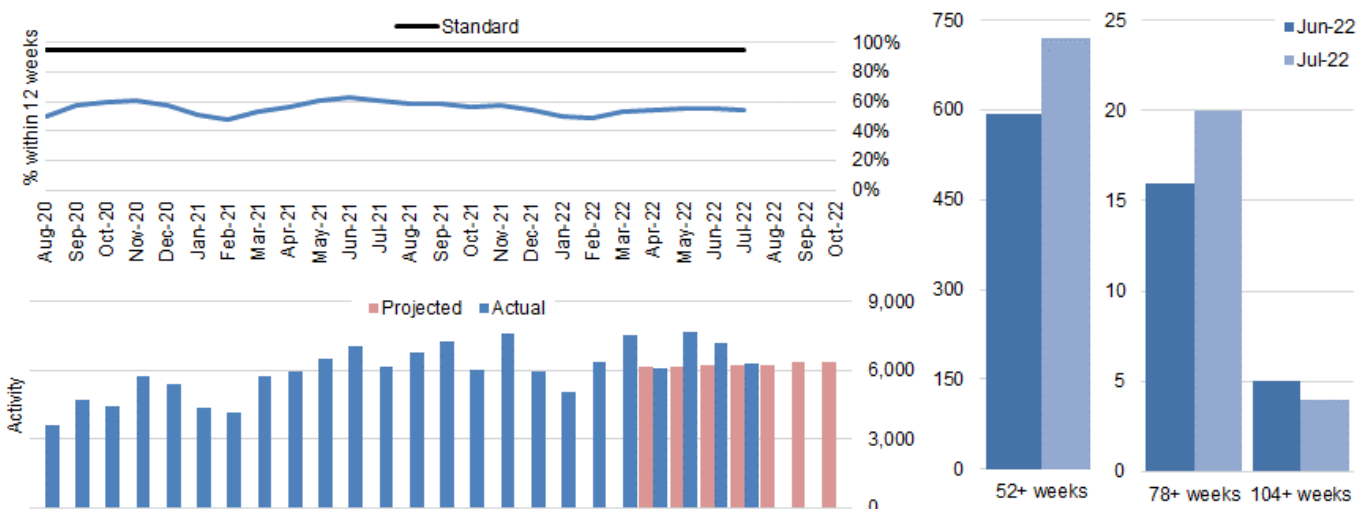 Standard
% within 12 weeks
100%
80%
60%
40%
20%
0%
Aug-20
Sep-20
Oct-20
Nov-20
Dec-20
Jan-21
Feb-21
Mar-21
Apr-21
May-21
Jun-21
Jul-21
Aug-21
Sep-21
Oct-21
Nov-21
Dec-21
Jan-22
Feb-22
Mar-22
Apr-22
May-22
Jun-22
Jul-22
Aug-22
Sep-22
Oct-22
Projected Actual
Activity
9,000
6,000
3,000
0
750
600
450
300
150
0
52+ weeks
25
20
15
10
5
0
Jun-22
Jul-22
78+ weeks 104+ weeks